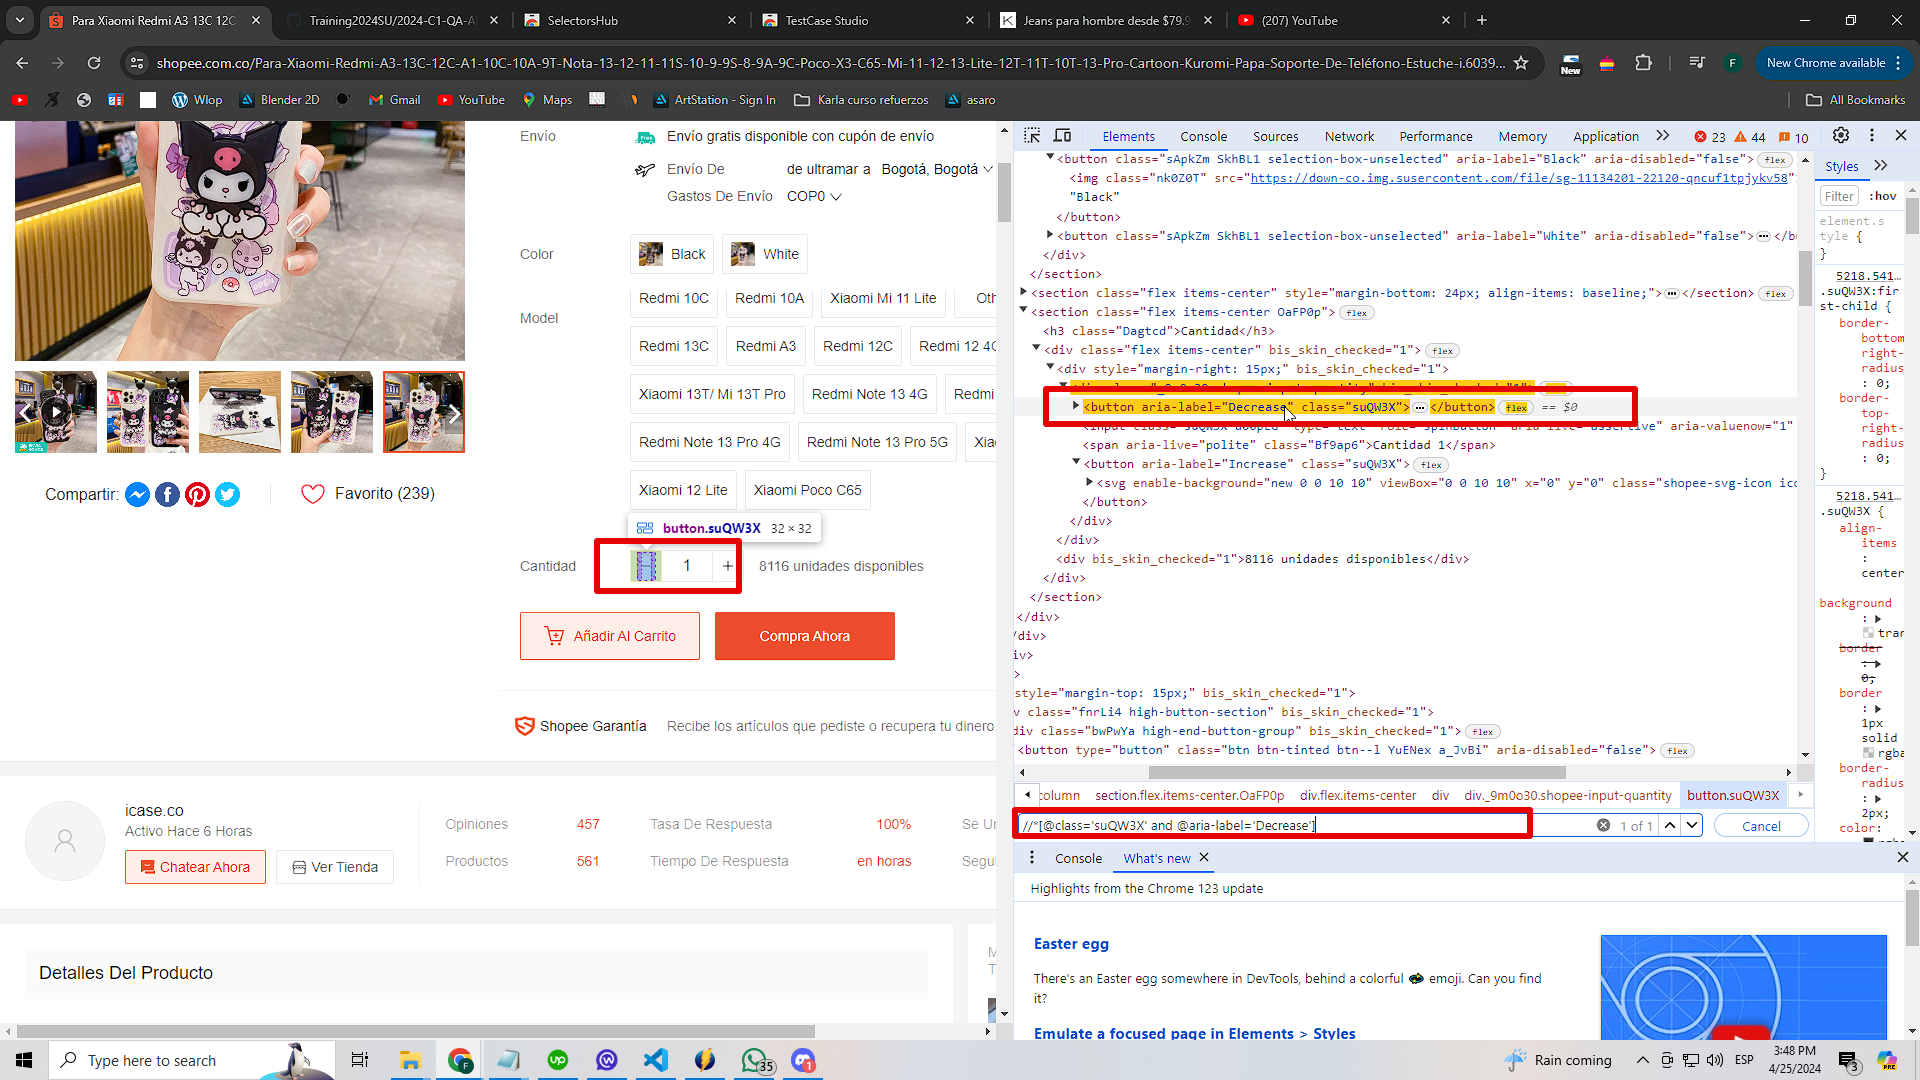 Para Xiaomi Redmi A3 13C 12C
Training2024SU/2024-C1-QA-A
SelectorsHub
TestCase Studio
Jeans para hombre desde $79.9
(207) YouTube
shopee.com.co/Para-Xiaomi-Redmi-A3-13C-12C-A1-10C-10A-9T-Nota-13-12-11-11S-10-9-9S-8-9A-9C-Poco-X3-C65-Mi-11-12-13-Lite-12T-11T-10T-13-Pro-Cartoon-Kuromi-Papa-Soporte-De-Teléfono-Estuche-i.6039...
New
F
New Chrome available
Wlop
Blender 2D
Gmail
YouTube
Maps
ArtStation - Sign In
Karla curso refuerzos
asaro
All Bookmarks
Envío
Envío gratis disponible con cupón de envío
Envío De
de ultramar a
Bogotá, Bogotá
Gastos De Envío
COP0
Color
Black
White
Model
Redmi 10C
Redmi 10A
Xiaomi Mi 11 Lite
Oth
Redmi 13C
Redmi A3
Redmi 12C
Redmi 12 4G
Xiaomi 13T/ Mi 13T Pro
Redmi Note 13 4G
Redmi
Redmi Note 13 Pro 4G
Redmi Note 13 Pro 5G
Xia
Xiaomi 12 Lite
Xiaomi Poco C65
button.suQW3X 32 × 32
Cantidad
1
+
8116 unidades disponibles
Compartir:
Favorito (239)
Añadir Al Carrito
Compra Ahora
Shopee Garantía
Recibe los artículos que pediste o recupera tu dinero.
icase.co
Activo Hace 6 Horas
Chatear Ahora
Ver Tienda
Opiniones
457
Tasa De Respuesta
100%
Se Un
Productos
561
Tiempo De Respuesta
en horas
Segu
Detalles Del Producto
M
T
Elements
Console
Sources
Network
Performance
Memory
Application
23
44
10
<button class="sApkZm SkhBL1 selection-box-unselected" aria-label="Black" aria-disabled="false"> flex
<img class="nk0Z0T" src="https://down-co.img.susercontent.com/file/sg-11134201-22120-qncuf1tpjykv58"
"Black"
</button>
<button class="sApkZm SkhBL1 selection-box-unselected" aria-label="White" aria-disabled="false"> … </bu
</div>
</section>
<section class="flex items-center" style="margin-bottom: 24px; align-items: baseline;"> … </section> flex
<section class="flex items-center OaFP0p"> flex
<h3 class="Dagtcd">Cantidad</h3>
<div class="flex items-center" bis_skin_checked="1"> flex
<div style="margin-right: 15px;" bis_skin_checked="1">
<button aria-label="Decrease" class="suQW3X"> … </button> flex == $0
<span aria-live="polite" class="Bf9ap6">Cantidad 1</span>
<button aria-label="Increase" class="suQW3X"> flex
<svg enable-background="new 0 0 10 10" viewBox="0 0 10 10" x="0" y="0" class="shopee-svg-icon ico
</button>
</div>
</div>
<div bis_skin_checked="1">8116 unidades disponibles</div>
</div>
</section>
</div>
/div>
iv>
>
style="margin-top: 15px;" bis_skin_checked="1">
v class="fnrLi4 high-button-section" bis_skin_checked="1">
div class="bwPwYa high-end-button-group" bis_skin_checked="1"> flex
<button type="button" class="btn btn-tinted btn--l YuENex a_JvBi" aria-disabled="false"> flex
column
section.flex.items-center.OaFP0p
div.flex.items-center
div
div._9m0o30.shopee-input-quantity
button.suQW3X
//*[@class='suQW3X' and @aria-label='Decrease']
1 of 1
Cancel
Styles
Filter
:hov
element.s
tyle {
}
5218.541…
.suQW3X:fir
st-child {
border-
bottom
right-
radius
: 0;
border-
top-
right-
radius
: 0;
}
5218.541…
.suQW3X {
align-
items
:
center
background
:
tran
border
:
0;
border
:
1px
solid
rgba
border-
radius
:
2px;
color:
Console
What's new
Highlights from the Chrome 123 update
Easter egg
There's an Easter egg somewhere in DevTools, behind a colorful emoji. Can you find
it?
Emulate a focused page in Elements > Styles
Type here to search
35
1
Rain coming
ESP
3:48 PM
4/25/2024
3
PRE